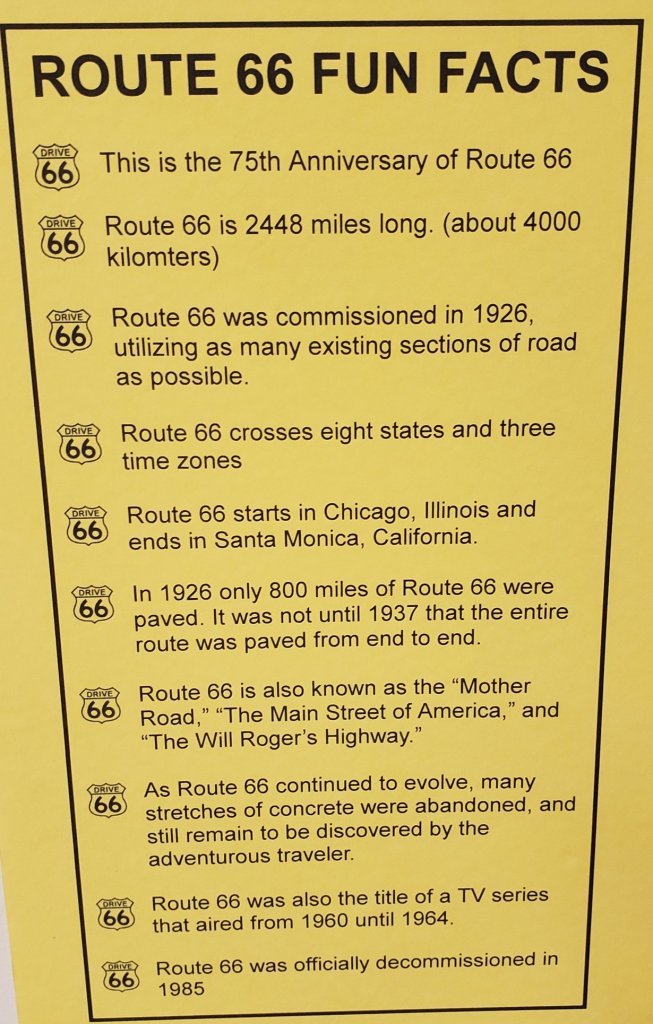 ROUTE 66 FUN FACTS
DRIVE
66
This is the 75th Anniversary of Route 66
DRIVE
66
Route 66 is 2448 miles long. (about 4000
kilomters)
DRIVE
66
Route 66 was commissioned in 1926,
utilizing as many existing sections of road
as possible.
DRIVE
66
Route 66 crosses eight states and three
time zones
DRIVE
66
Route 66 starts in Chicago, Illinois and
ends in Santa Monica, California.
DRIVE
66
In 1926 only 800 miles of Route 66 were
paved. It was not until 1937 that the entire
route was paved from end to end.
DRIVE
66
Route 66 is also known as the “Mother
Road,” “The Main Street of America,” and
“The Will Roger’s Highway.”
DRIVE
66
As Route 66 continued to evolve, many
stretches of concrete were abandoned, and
still remain to be discovered by the
adventurous traveler.
DRIVE
66
Route 66 was also the title of a TV series
that aired from 1960 until 1964.
DRIVE
66
Route 66 was officially decommissioned in
1985